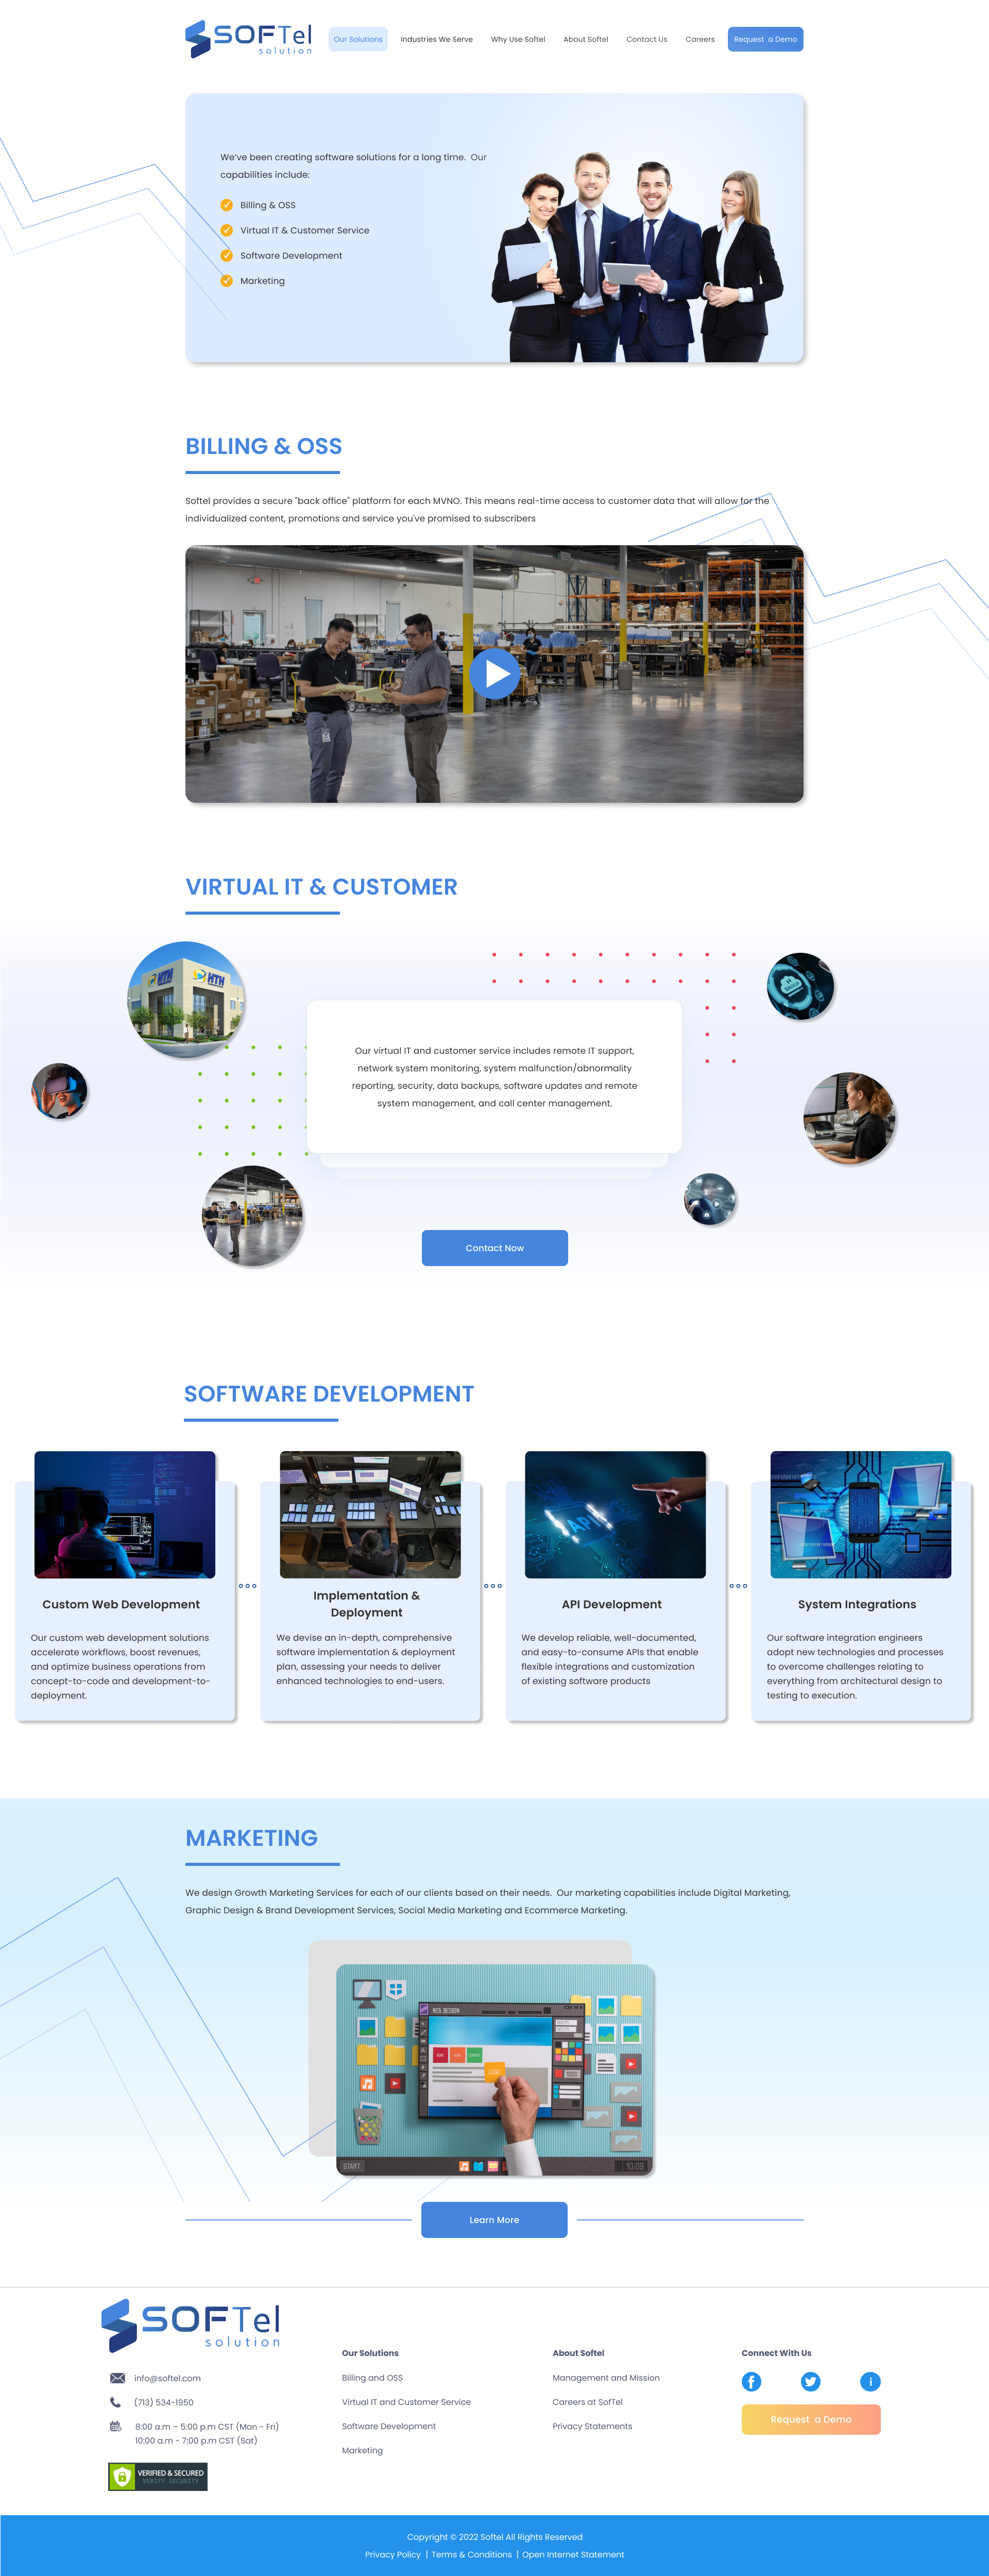 SOFTel
solution
Our Solutions
Industries We Serve
Why Use Softel
About Softel
Contact Us
Careers
Request a Demo
We've been creating software solutions for a long time. Our
capabilities include:
Billing & OSS
Virtual IT & Customer Service
Software Development
Marketing
BILLING & OSS
Softel provides a secure "back office" platform for each MVNO. This means real-time access to customer data that will allow for the
individualized content, promotions and service you've promised to subscribers
VIRTUAL IT & CUSTOMER
HTH
HTH
BACKUP
Our virtual IT and customer service includes remote IT support,
network system monitoring, system malfunction/abnormality
reporting, security, data backups, software updates and remote
system management, and call center management.
Contact Now
SOFTWARE DEVELOPMENT
API
Custom Web Development
Our custom web development solutions
accelerate workflows, boost revenues,
and optimize business operations from
concept-to-code and development-to-
deployment.
Implementation &
Deployment
We devise an in-depth, comprehensive
software implementation & deployment
plan, assessing your needs to deliver
enhanced technologies to end-users.
API Development
We develop reliable, well-documented,
and easy-to-consume APIs that enable
flexible integrations and customization
of existing software products
System Integrations
Our software integration engineers
adopt new technologies and processes
to overcome challenges relating to
everything from architectural design to
testing to execution.
MARKETING
We design Growth Marketing Services for each of our clients based on their needs. Our marketing capabilities include Digital Marketing,
Graphic Design & Brand Development Services, Social Media Marketing and Ecommerce Marketing.
WEB DESIGN
LOGO
START
10:09
Learn More
SOFTel
solution
info@softel.com
(713) 534-1950
8:00 a.m – 5:00 p.m CST (Mon - Fri)
10:00 a.m - 7:00 p.m CST (Sat)
VERIFIED & SECURED
VERIFY SECURITY
Our Solutions
Billing and OSS
Virtual IT and Customer Service
Software Development
Marketing
About Softel
Management and Mission
Careers at SofTel
Privacy Statements
Connect With Us
Request a Demo
Copyright © 2022 Softel All Rights Reserved
Privacy Policy | Terms & Conditions | Open Internet Statement